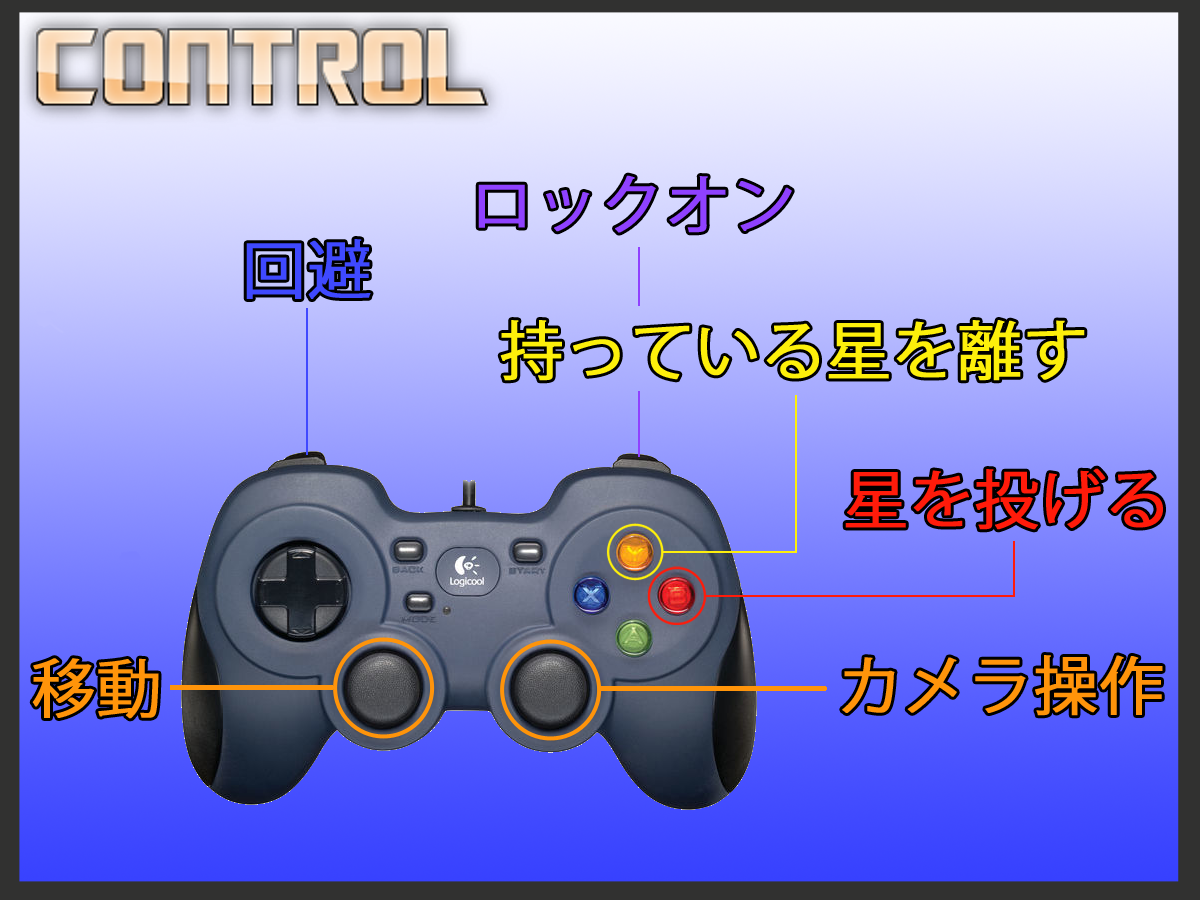 CONTROL
ロックオン
回避
持っている星を離す
星を投げる
BACK
START
Logicool
MODE
Y
X
B
A
移動
カメラ操作